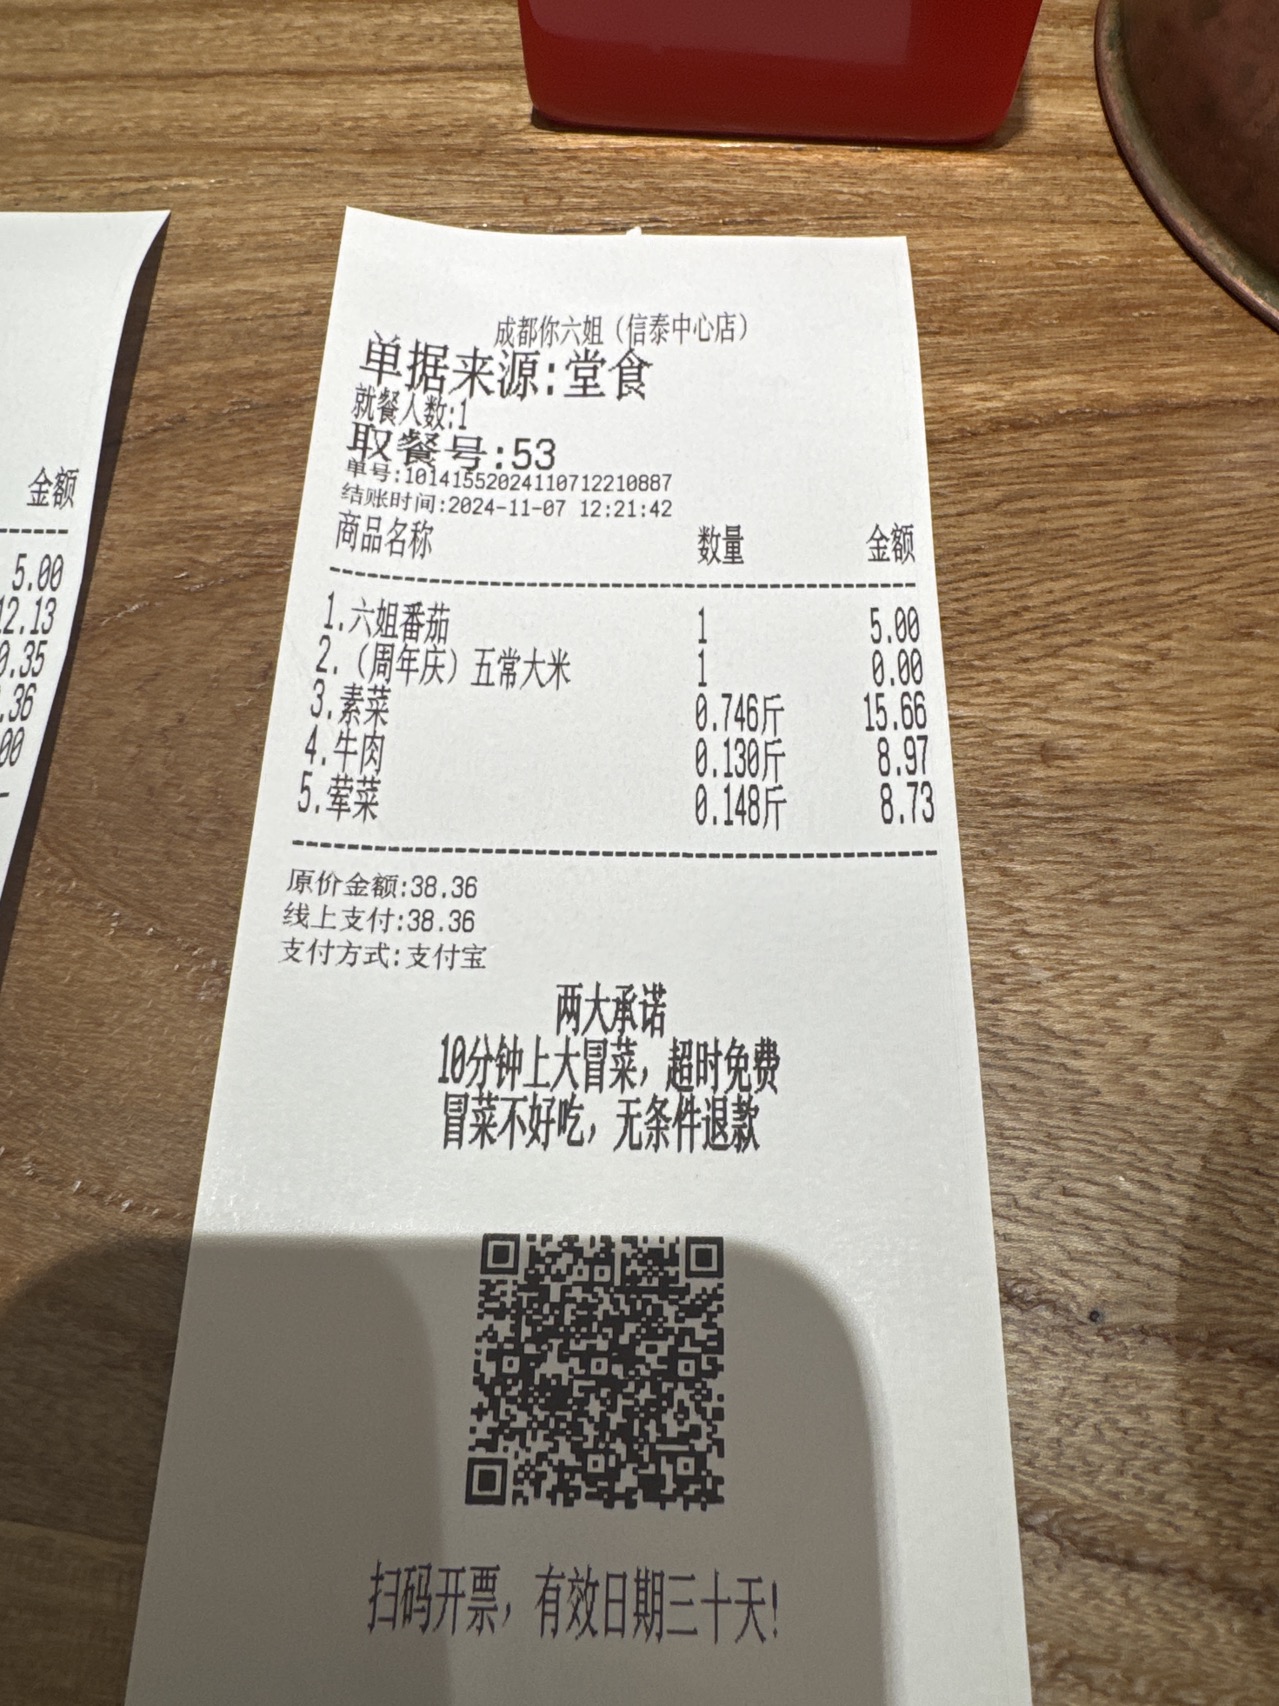 金额
5.00
12.13
0.35
.36
00
成都你六姐（信泰中心店）
单据来源:堂食
就餐人数:1
取餐号:53
单号:10141552024110712210887
结账时间:2024-11-07 12:21:42
商品名称 数量 金额
1.六姐番茄 1 5.00
2.（周年庆）五常大米 1 0.00
3.素菜 0.746斤 15.66
4.牛肉 0.130斤 8.97
5.荤菜 0.148斤 8.73
原价金额:38.36
线上支付:38.36
支付方式:支付宝
两大承诺
10分钟上大冒菜，超时免费
冒菜不好吃，无条件退款
扫码开票，有效日期三十天!